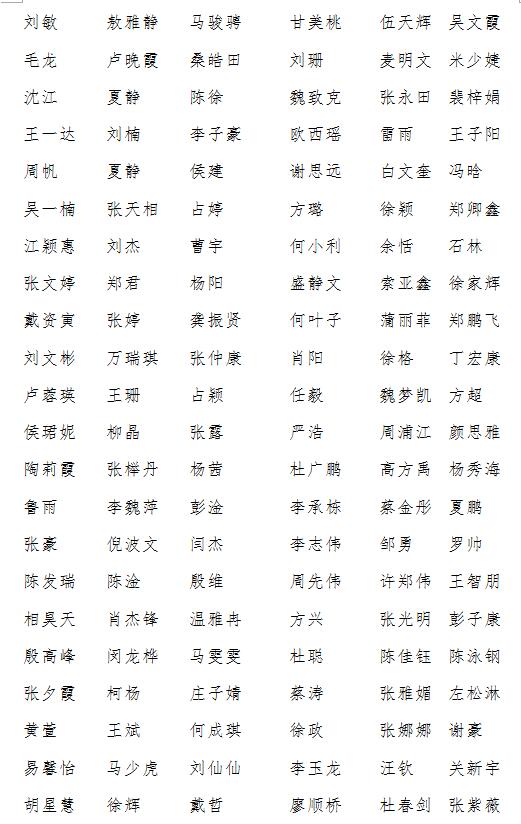 刘敏 敖雅静 马骏骋 甘美桃 伍天辉 吴文霞
毛龙 卢晚霞 桑皓田 刘珊 麦明文 米少婕
沈江 夏静 陈徐 魏致克 张永田 裴梓娟
王一达 刘楠 李子豪 欧西瑶 雷雨 王子阳
周帆 夏静 侯建 谢思远 白文奎 冯晗
吴一楠 张天相 占婷 方璐 徐颖 郑卿鑫
江颖惠 刘杰 曹宇 何小利 余恬 石林
张文婷 郑君 杨阳 盛静文 索亚鑫 徐家辉
戴资寅 张婷 龚振贤 何叶子 蒲丽菲 郑鹏飞
刘文彬 万瑞琪 张仲康 肖阳 徐格 丁宏康
卢蓉瑛 王珊 占颖 任毅 魏梦凯 方超
侯珺妮 柳晶 张露 严浩 周浦江 颜思雅
陶莉霞 张榉丹 杨茜 杜广鹏 高方禹 杨秀海
鲁雨 李魏萍 彭淦 李承栋 蔡金彤 夏鹏
张豪 倪波文 闫杰 李志伟 邹勇 罗帅
陈发瑞 陈淦 殷维 周先伟 许郑伟 王智朋
相昊天 肖杰锋 温雅冉 方兴 张光明 彭子康
殷高峰 闵龙桦 马雯雯 杜聪 陈佳钰 陈泳钢
张夕霞 柯杨 庄子婧 蔡涛 张雅媚 左松淋
黄萱 王斌 何成琪 徐政 张娜娜 谢豪
易馨怡 马少虎 刘仙仙 李玉龙 汪钦 关新宇
胡星慧 徐辉 戴哲 廖顺桥 杜春剑 张紫薇